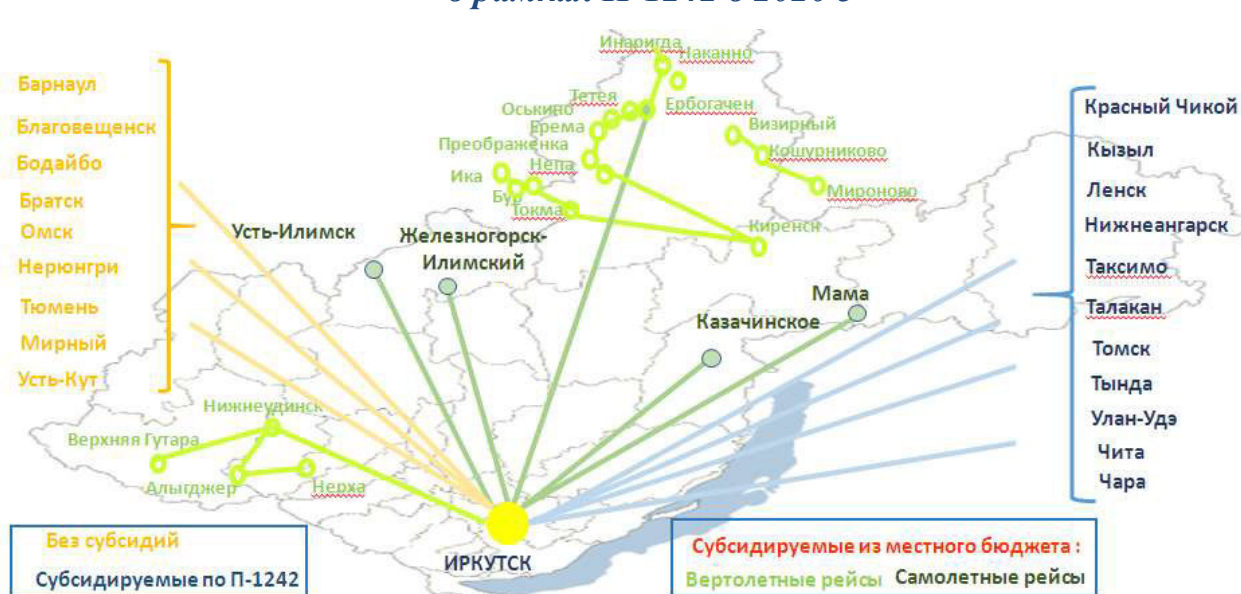 Инаригда
Наканно
Барнаул
Тетея
Ербогачен
Красный Чикой
Оськино
Визирный
Благовещенск
Ерема
Преображенка
Кошурниково
Кызыл
Бодайбо
Непа
Ика
Мироново
Ленск
Братск
Бур
Токма
Усть-Илимск
Железногорск-
Илимский
Киренск
Нижнеангарск
Омск
Нерюнгри
Таксимо
Мама
Тюмень
Казачинское
Талакан
Мирный
Томск
Усть-Кут
Тында
Нижнеудинск
Улан-Удэ
Верхняя Гутара
Чита
Алыгджер
Нерха
Чара
Без субсидий
Субсидируемые по П-1242
ИРКУТСК
Субсидируемые из местного бюджета :
Вертолетные рейсы Самолетные рейсы